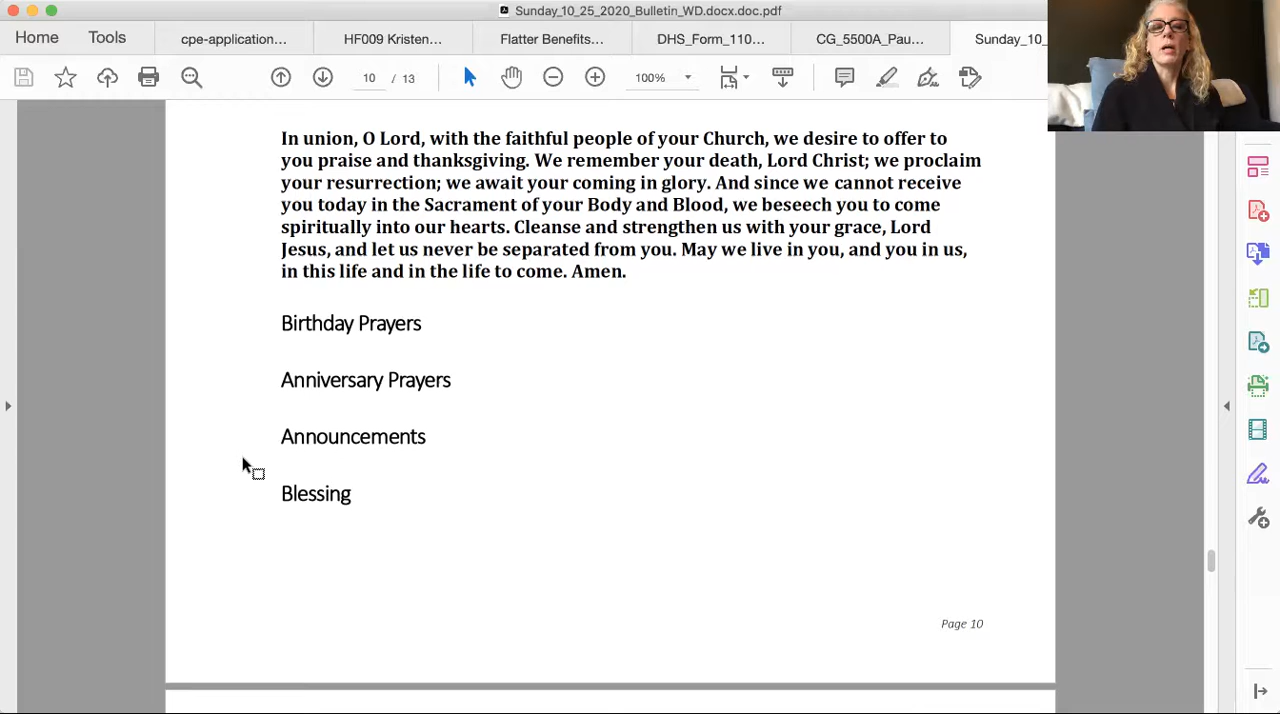 Sunday_10_25_2020_Bulletin_WD.docx.doc.pdf
Home Tools cpe-application... HF009 Kristen... Flatter Benefits... DHS_Form_110... CG_5500A_Pau... Sunday_10_
10 / 13 100%
In union, O Lord, with the faithful people of your Church, we desire to offer to
you praise and thanksgiving. We remember your death, Lord Christ; we proclaim
your resurrection; we await your coming in glory. And since we cannot receive
you today in the Sacrament of your Body and Blood, we beseech you to come
spiritually into our hearts. Cleanse and strengthen us with your grace, Lord
Jesus, and let us never be separated from you. May we live in you, and you in us,
in this life and in the life to come. Amen.
Birthday Prayers
Anniversary Prayers
Announcements
Blessing
Page 10